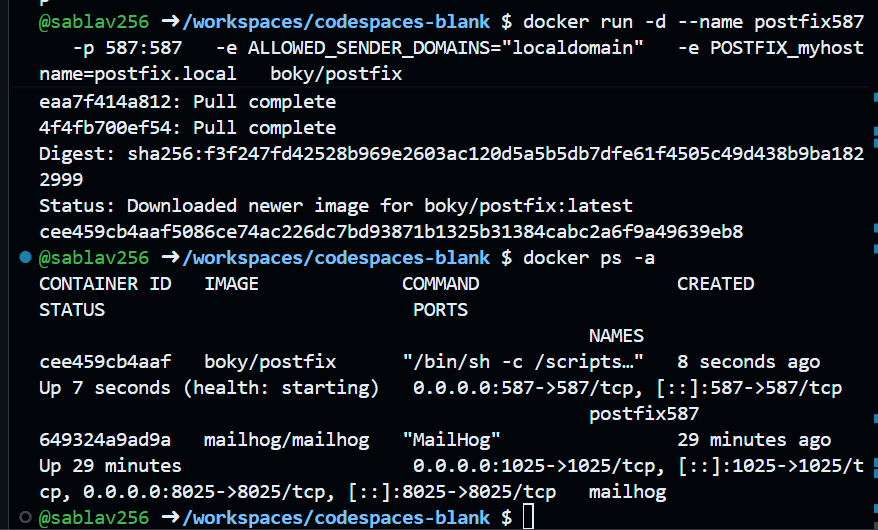 @sablav256 ➜/workspaces/codespaces-blank $ docker run -d --name postfix587
-p 587:587 -e ALLOWED_SENDER_DOMAINS="localdomain" -e POSTFIX_myhost
name=postfix.local boky/postfix
eaa7f414a812: Pull complete
4f4fb700ef54: Pull complete
Digest: sha256:f3f247fd42528b969e2603ac120d5a5b5db7dfe61f4505c49d438b9ba182
2999
Status: Downloaded newer image for boky/postfix:latest
cee459cb4aaf5086ce74ac226dc7bd93871b1325b31384cabc2a6f9a49639eb8
@sablav256 ➜/workspaces/codespaces-blank $ docker ps -a
CONTAINER ID IMAGE COMMAND CREATED
STATUS PORTS
NAMES
cee459cb4aaf boky/postfix "/bin/sh -c /scripts…" 8 seconds ago
Up 7 seconds (health: starting) 0.0.0.0:587->587/tcp, [::]:587->587/tcp
postfix587
649324a9ad9a mailhog/mailhog "MailHog" 29 minutes ago
Up 29 minutes 0.0.0.0:1025->1025/tcp, [::]:1025->1025/t
cp, 0.0.0.0:8025->8025/tcp, [::]:8025->8025/tcp mailhog
@sablav256 ➜/workspaces/codespaces-blank $